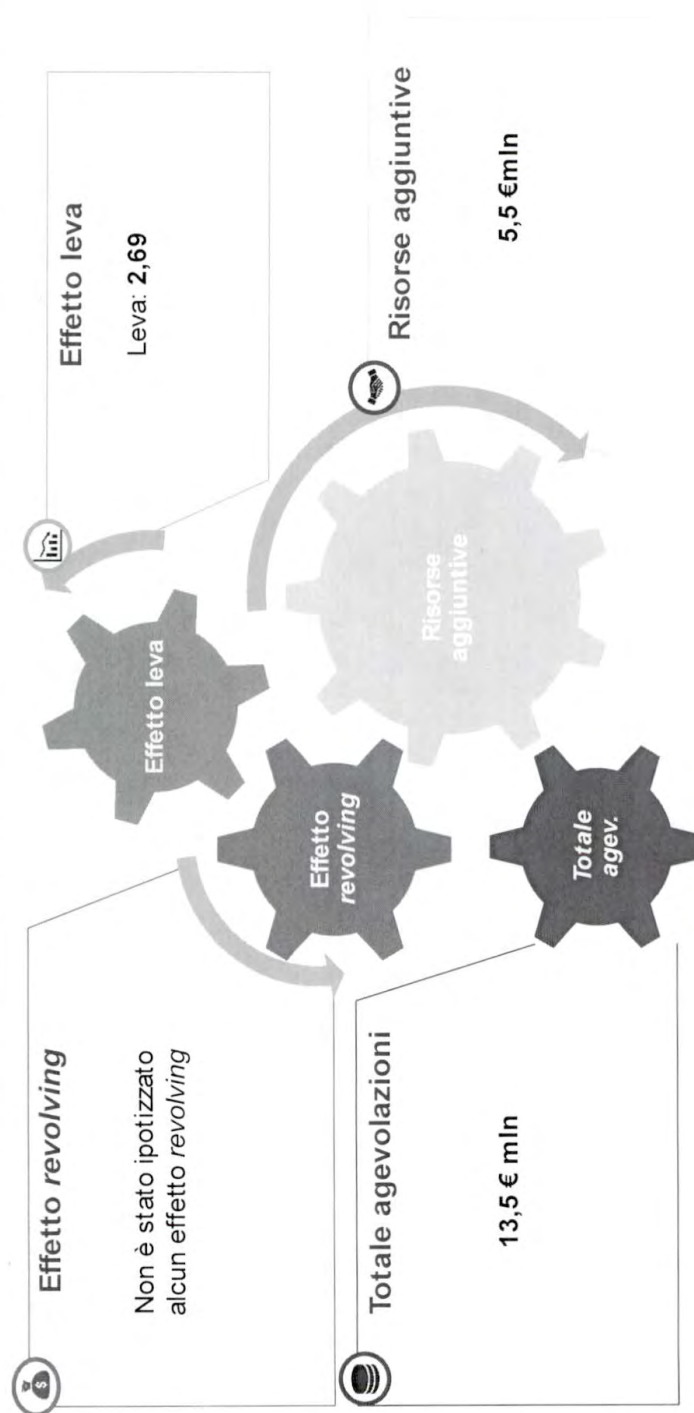 Effetto revolving
Non è stato ipotizzato
alcun effetto revolving
Effetto leva
Leva: 2,69
Effetto leva
Effetto
revolving
Risorse
aggiuntive
Totale
agev.
Totale agevolazioni
13,5 € mln
Risorse aggiuntive
5,5 €mln